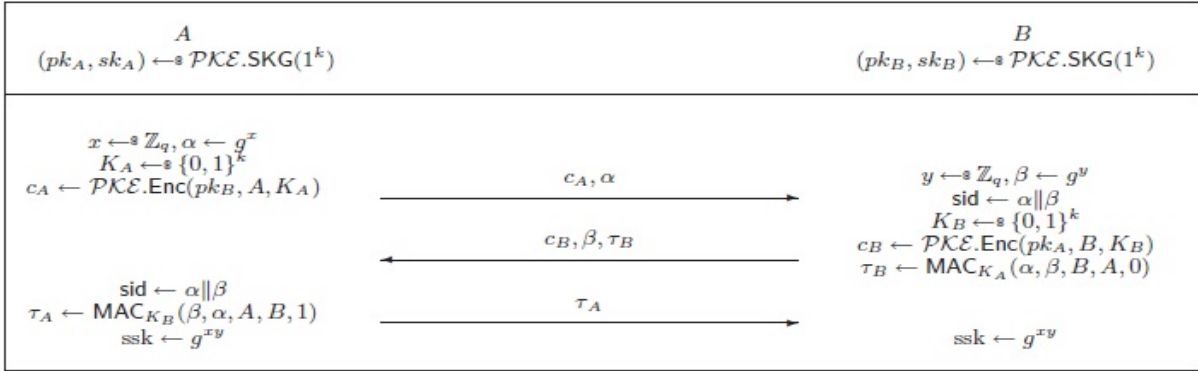 A
(pk_A, sk_A) ←$ PKE.SKG(1^k)
B
(pk_B, sk_B) ←$ PKE.SKG(1^k)
x ←$ ℤ_q, α ← g^x
K_A ←$ {0, 1}^k
c_A ← PKE.Enc(pk_B, A, K_A)
c_A, α
y ←$ ℤ_q, β ← g^y
sid ← α‖β
K_B ←$ {0, 1}^k
c_B ← PKE.Enc(pk_A, B, K_B)
τ_B ← MAC_{K_A}(α, β, B, A, 0)
c_B, β, τ_B
sid ← α‖β
τ_A ← MAC_{K_B}(β, α, A, B, 1)
ssk ← g^{xy}
τ_A
ssk ← g^{xy}